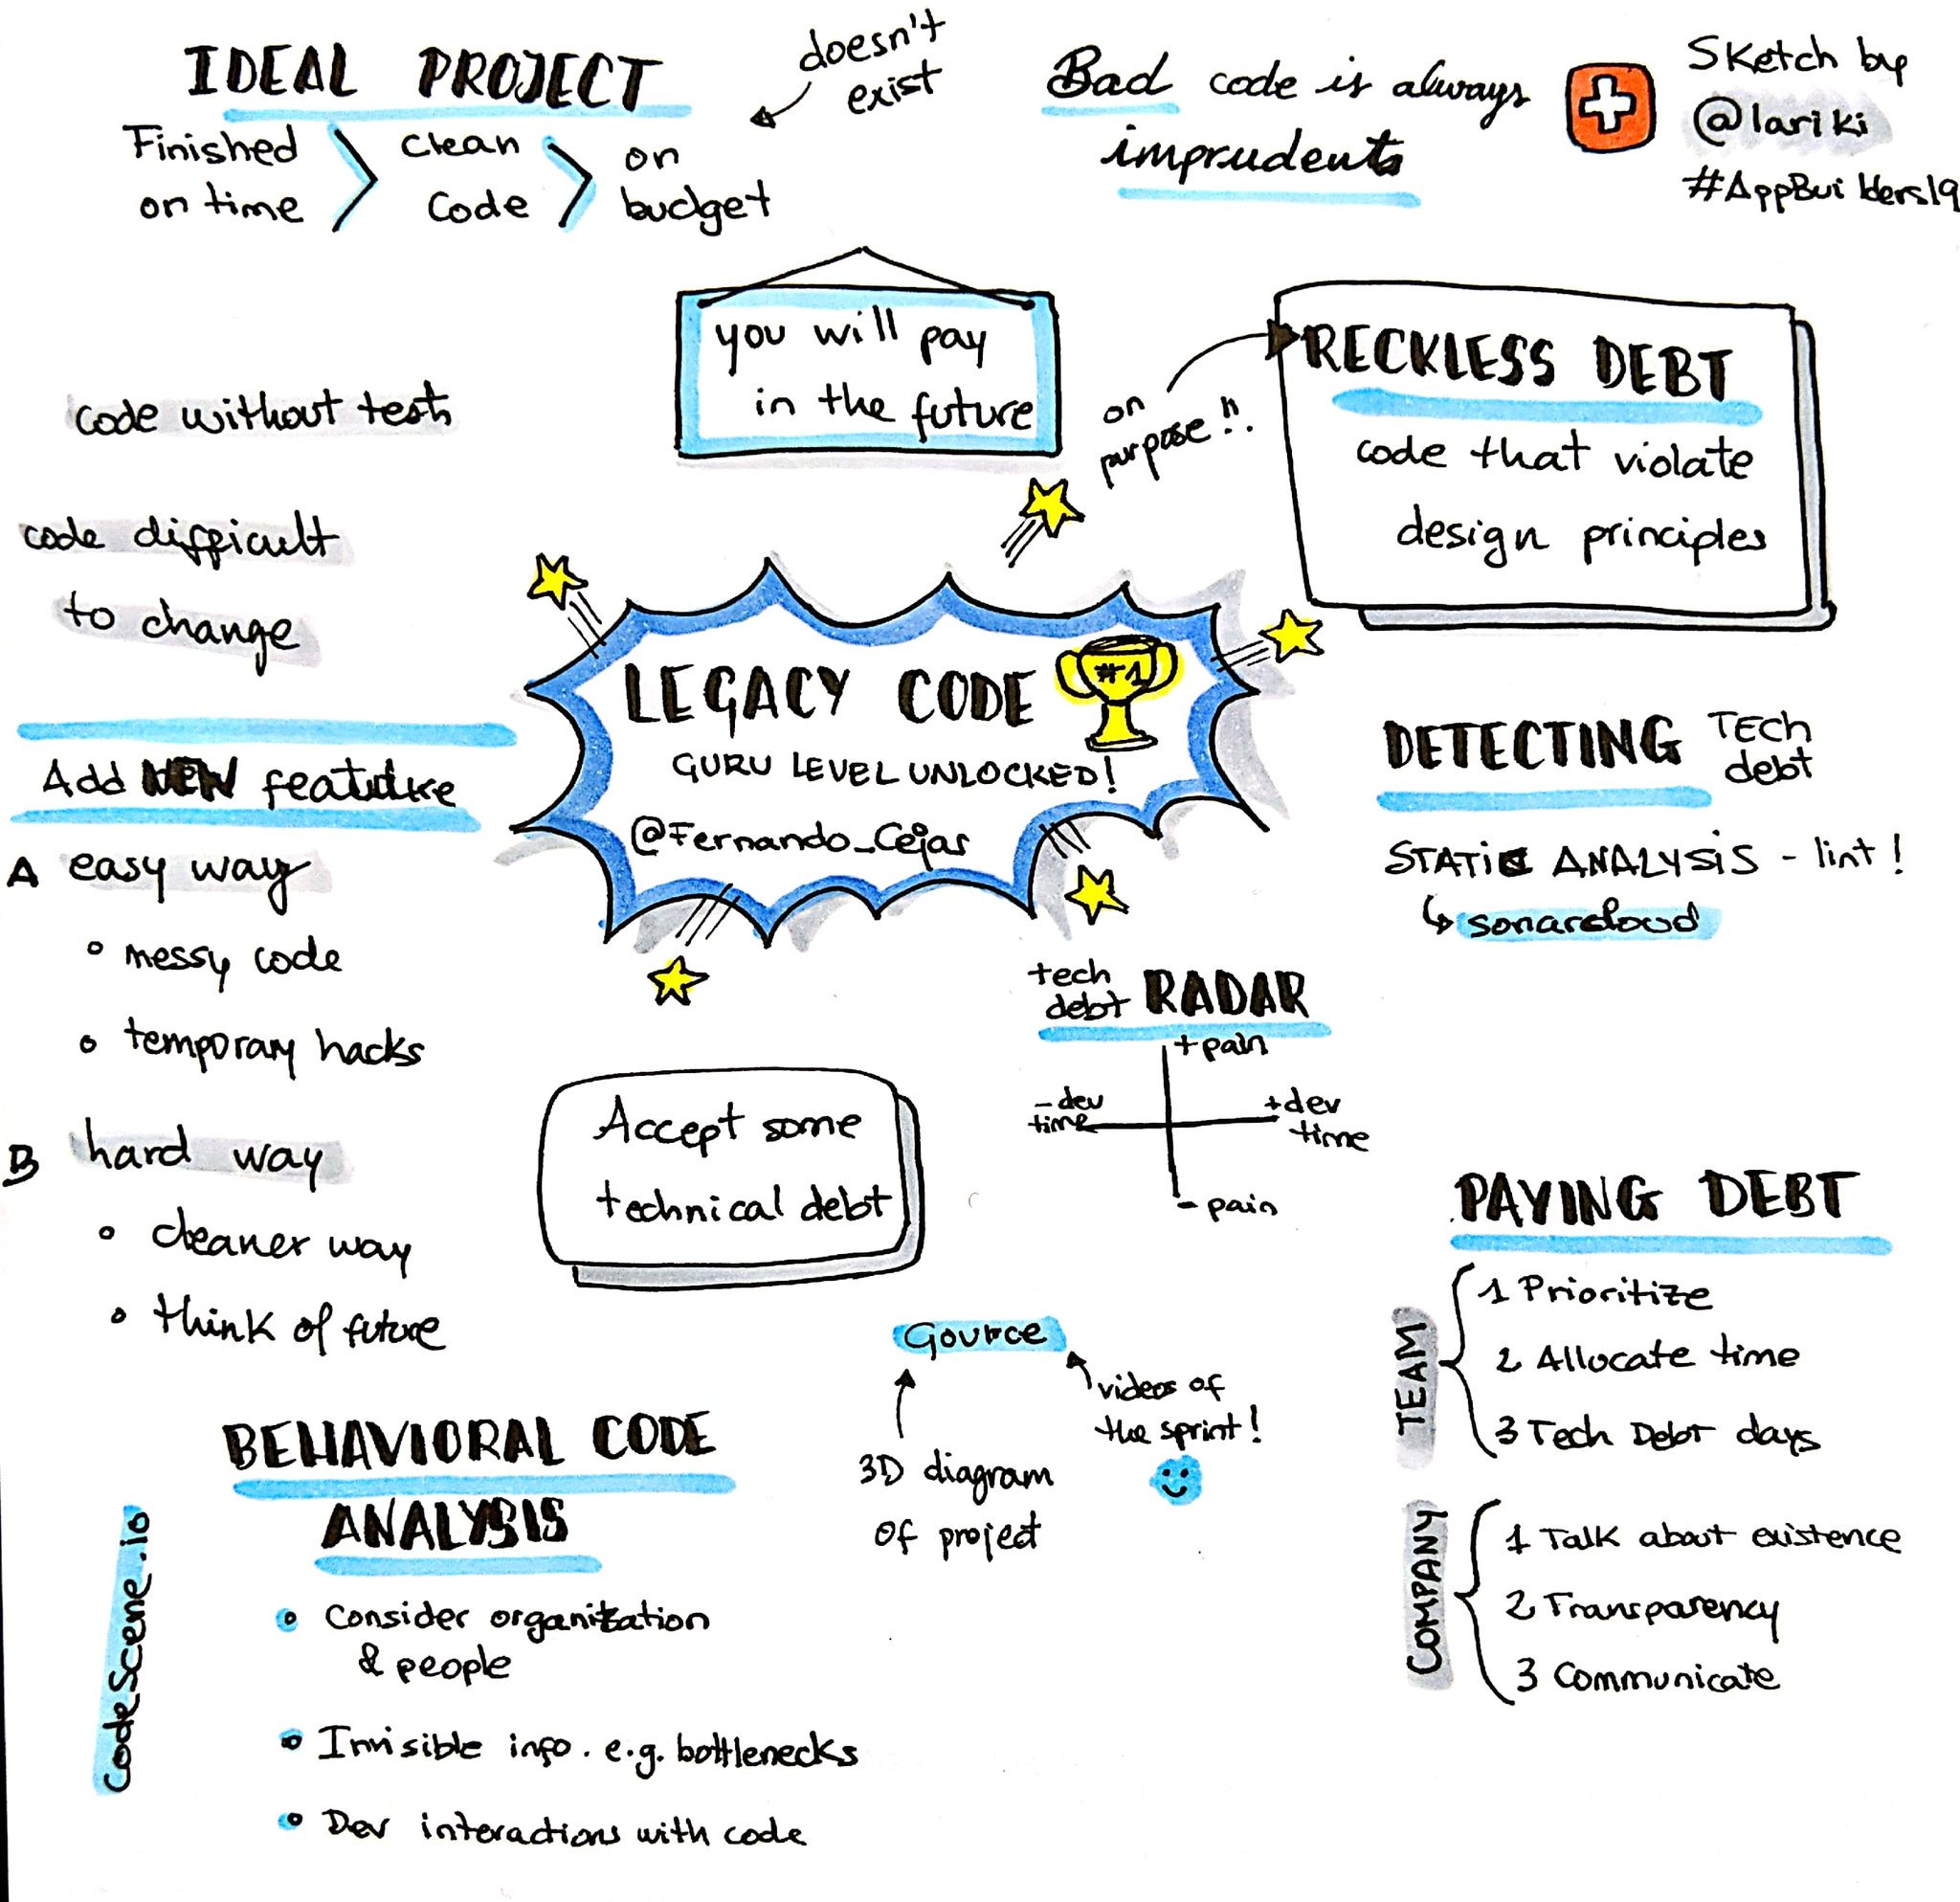 IDEAL PROJECT
doesn't
exist
Finished
on time
clean
code
on
budget
Bad code is always
imprudents
Sketch by
@lariki
#AppBuilders19
you will pay
in the future
on
purpose!!
RECKLESS DEBT
code that violate
design principles
code without tests
code difficult
to change
LEGACY CODE
#1
GURU LEVEL UNLOCKED!
@Fernando_Cejas
Add NEW feature
A easy way
messy code
temporary hacks
B hard way
cleaner way
think of future
DETECTING TECH
debt
STATIC ANALYSIS - lint!
sonarcloud
tech
debt RADAR
+pain
-dev
time
+dev
time
- pain
Accept some
technical debt
PAYING DEBT
TEAM
1 Prioritize
2 Allocate time
3 Tech Debt days
COMPANY
1 Talk about existence
2 Transparency
3 Communicate
Gource
videos of
the sprint!
3D diagram
of project
BEHAVIORAL CODE
ANALYSIS
CodeScene.io
Consider organization
& people
Invisible info. e.g. bottlenecks
Dev interactions with code